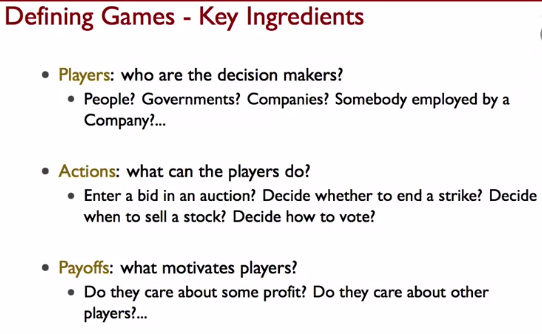 Defining Games - Key Ingredients
• Players: who are the decision makers?
• People? Governments? Companies? Somebody employed by a
Company?...
• Actions: what can the players do?
• Enter a bid in an auction? Decide whether to end a strike? Decide
when to sell a stock? Decide how to vote?
• Payoffs: what motivates players?
• Do they care about some profit? Do they care about other
players?...